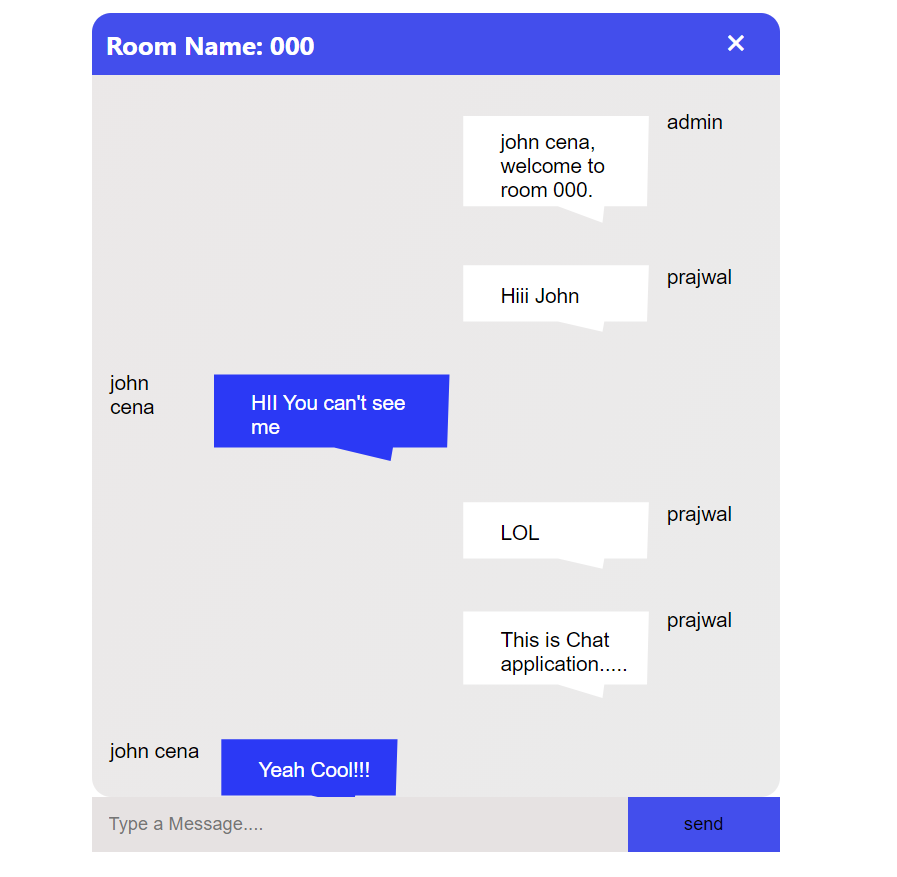 Room Name: 000
×
admin
john cena,
welcome to
room 000.
prajwal
Hiii John
john
cena
HII You can't see
me
prajwal
LOL
prajwal
This is Chat
application.....
john cena
Yeah Cool!!!
Type a Message....
send